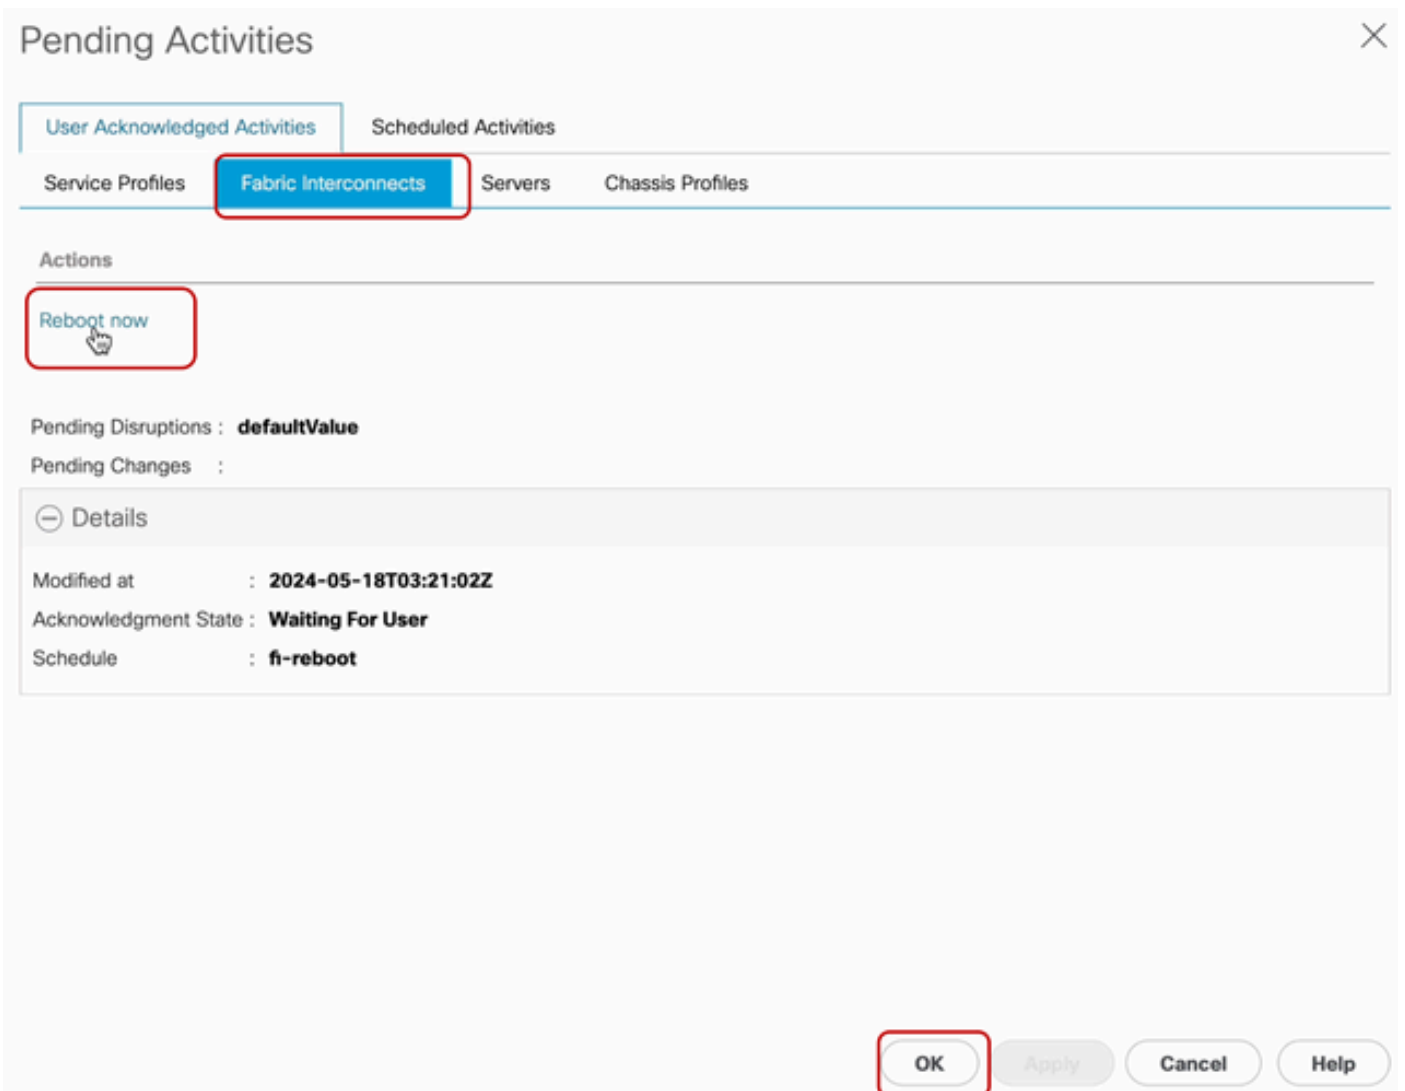 Pending Activities
User Acknowledged Activities Scheduled Activities
Service Profiles Fabric Interconnects Servers Chassis Profiles
Actions
Reboot now
Pending Disruptions : defaultValue
Pending Changes :
Details
Modified at : 2024-05-18T03:21:02Z
Acknowledgment State : Waiting For User
Schedule : fi-reboot
OK Apply Cancel Help